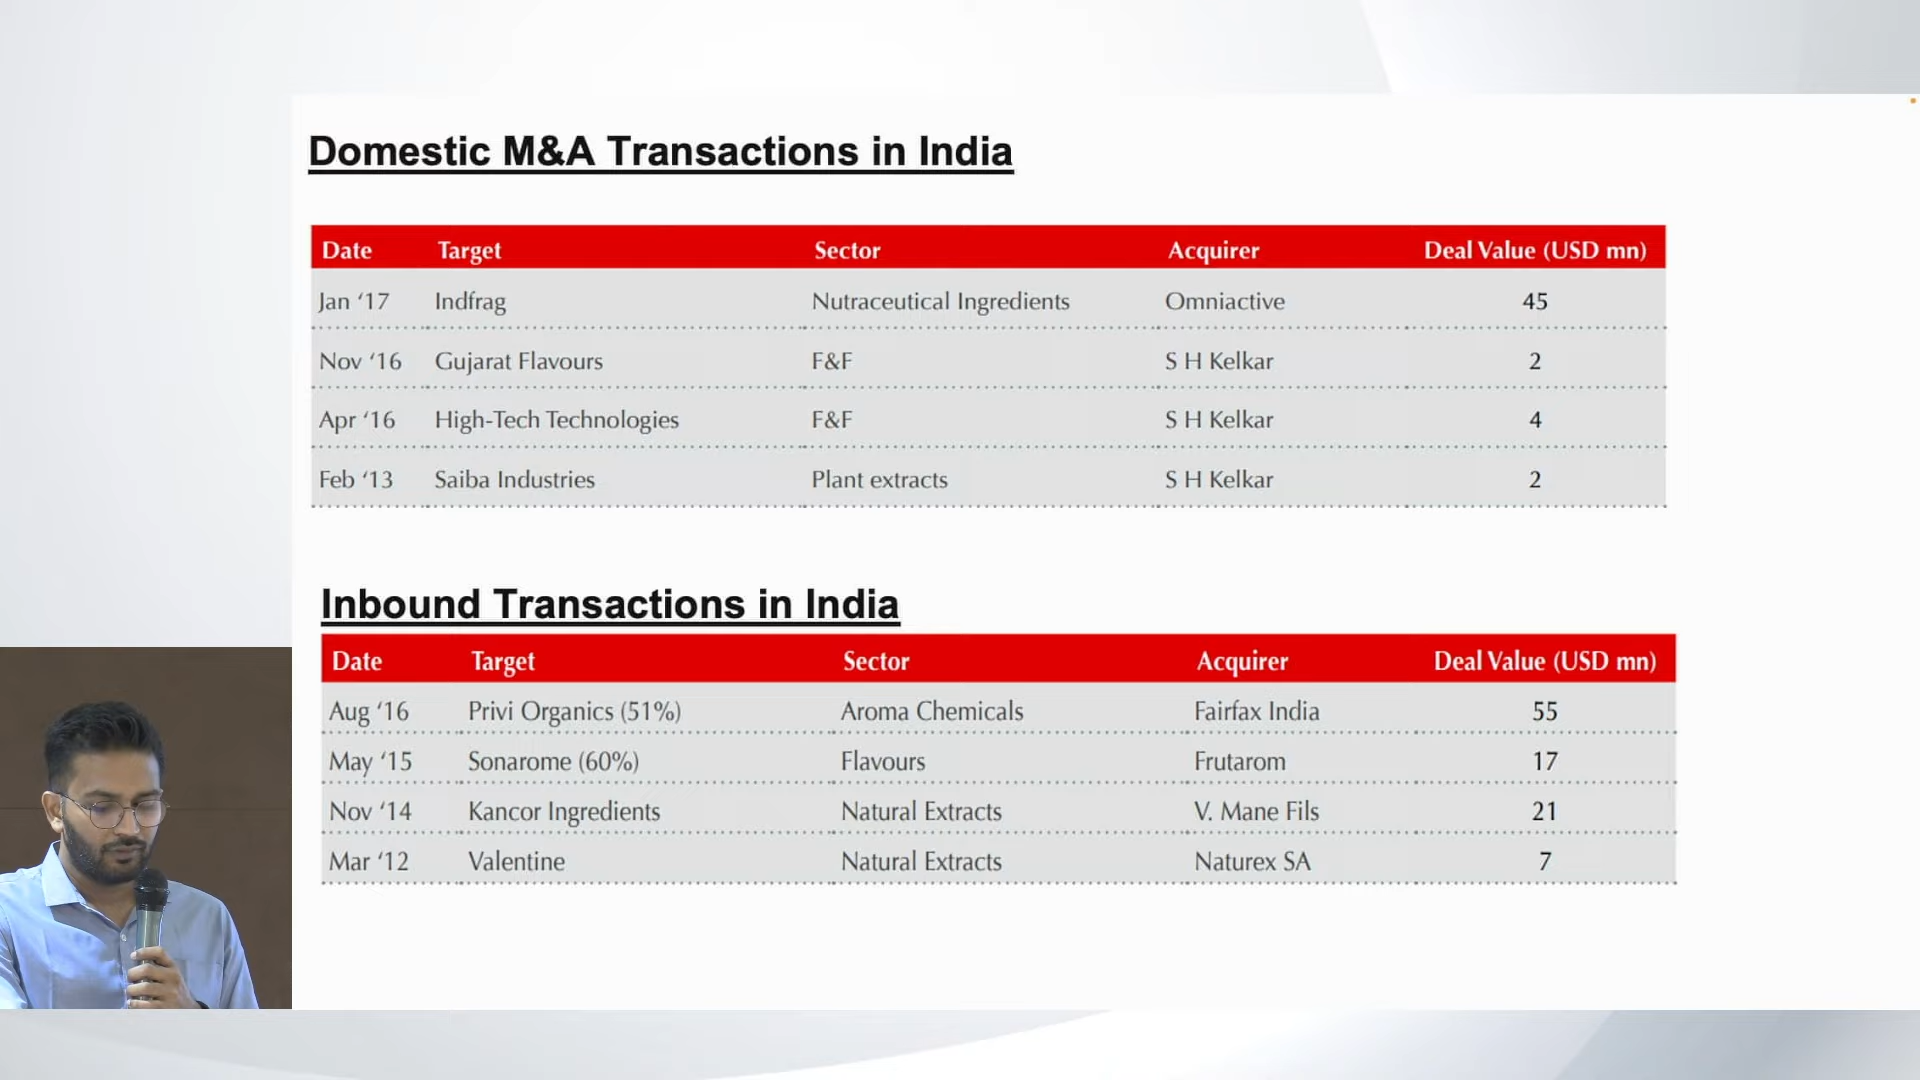 Domestic M&A Transactions in India
Date Target Sector Acquirer Deal Value (USD mn)
Jan ‘17 Indfrag Nutraceutical Ingredients Omniactive 45
Nov ‘16 Gujarat Flavours F&F S H Kelkar 2
Apr ‘16 High-Tech Technologies F&F S H Kelkar 4
Feb ‘13 Saiba Industries Plant extracts S H Kelkar 2
Inbound Transactions in India
Date Target Sector Acquirer Deal Value (USD mn)
Aug ‘16 Privi Organics (51%) Aroma Chemicals Fairfax India 55
May ‘15 Sonarome (60%) Flavours Frutarom 17
Nov ‘14 Kancor Ingredients Natural Extracts V. Mane Fils 21
Mar ‘12 Valentine Natural Extracts Naturex SA 7